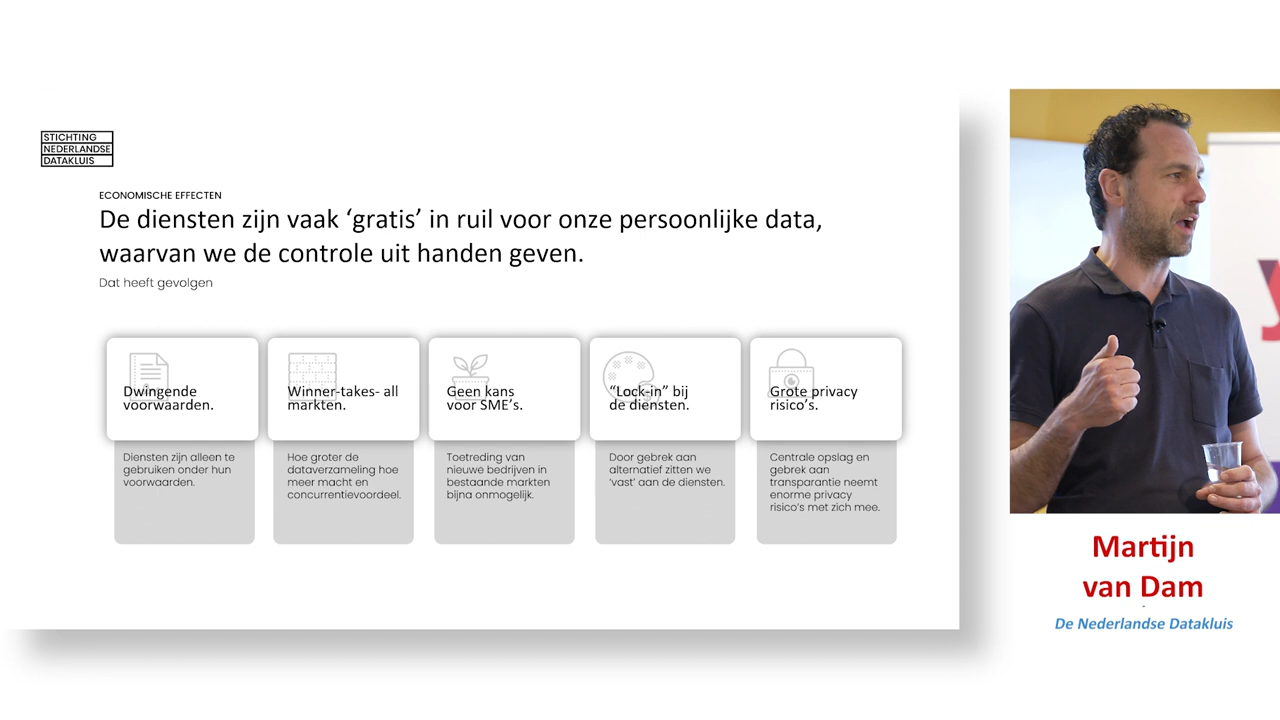 STICHTING
NEDERLANDSE
DATAKLUIS
ECONOMISCHE EFFECTEN
De diensten zijn vaak ‘gratis’ in ruil voor onze persoonlijke data,
waarvan we de controle uit handen geven.
Dat heeft gevolgen
Dwingende
voorwaarden.
Diensten zijn alleen te
gebruiken onder hun
voorwaarden.
Winner-takes- all
markten.
Hoe groter de
dataverzameling hoe
meer macht en
concurrentievoordeel.
Geen kans
voor SME’s.
Toetreding van
nieuwe bedrijven in
bestaande markten
bijna onmogelijk.
“Lock-in” bij
de diensten.
Door gebrek aan
alternatief zitten we
‘vast’ aan de diensten.
Grote privacy
risico’s.
Centrale opslag en
gebrek aan
transparantie neemt
enorme privacy
risico’s met zich mee.
Martijn
van Dam
De Nederlandse Datakluis